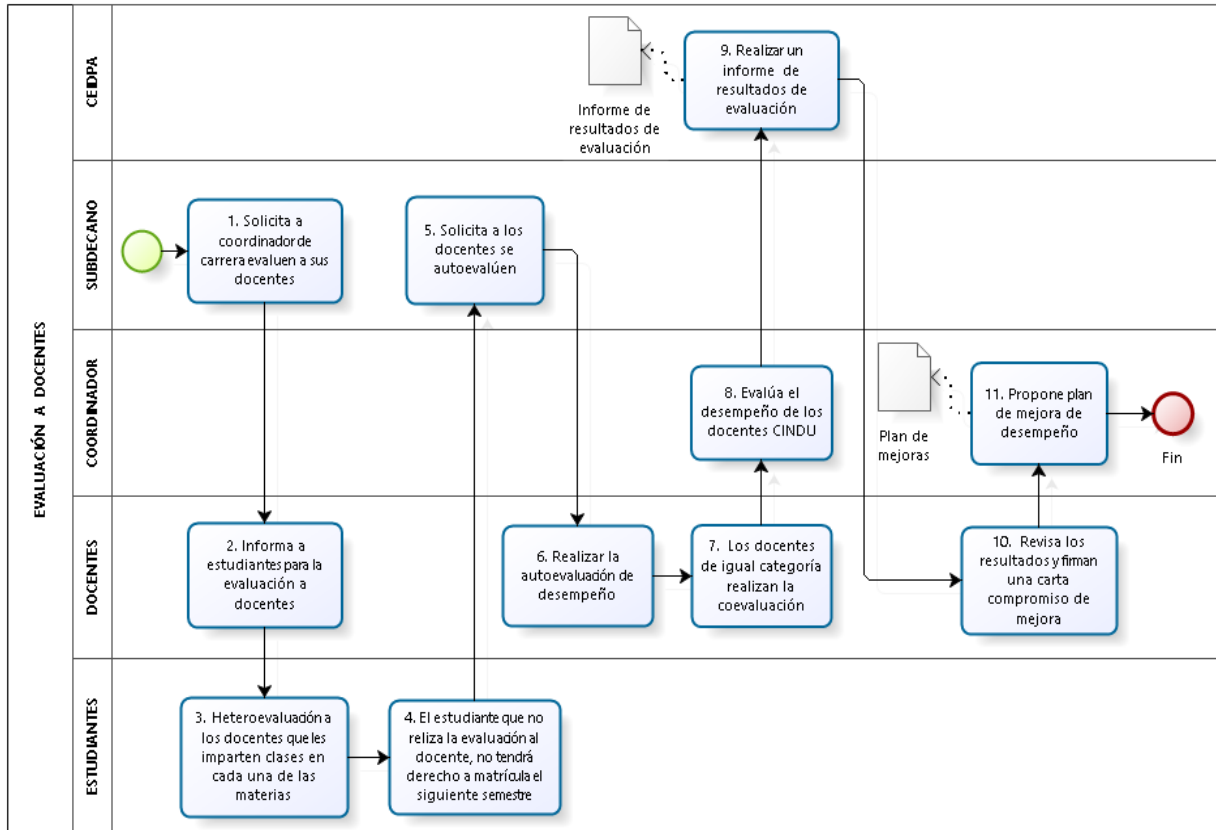 EVALUACIÓN A DOCENTES
CEIDPA
Informe de
resultados de
evaluación
9. Realizar un
informe de
resultados de
evaluación
SUBDECANO
1. Solicita a
coordinador de
carrera evaluen a sus
docentes
5. Solicita a los
docentes se
autoevalúen
COORDINADOR
8. Evalúa el
desempeño de los
docentes CINDU
Plan de
mejoras
11. Propone plan
de mejora de
desempeño
Fin
DOCENTES
2. Informa a
estudiantes para la
evaluación a
docentes
6. Realizar la
autoevaluación de
desempeño
7. Los docentes
de igual categoría
realizan la
coevaluación
10. Revisa los
resultados y firman
una carta
compromiso de
mejora
ESTUDIANTES
3. Heteroevaluación a
los docentes que les
imparten clases en
cada una de las
materias
4. El estudiante que no
reliza la evaluación al
docente, no tendrá
derecho a matrícula el
siguiente semestre